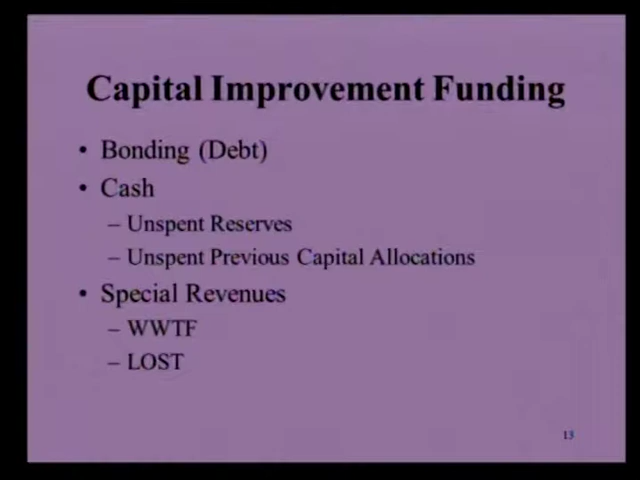 Capital Improvement Funding
• Bonding (Debt)
• Cash
– Unspent Reserves
– Unspent Previous Capital Allocations
• Special Revenues
– WWTF
– LOST
13